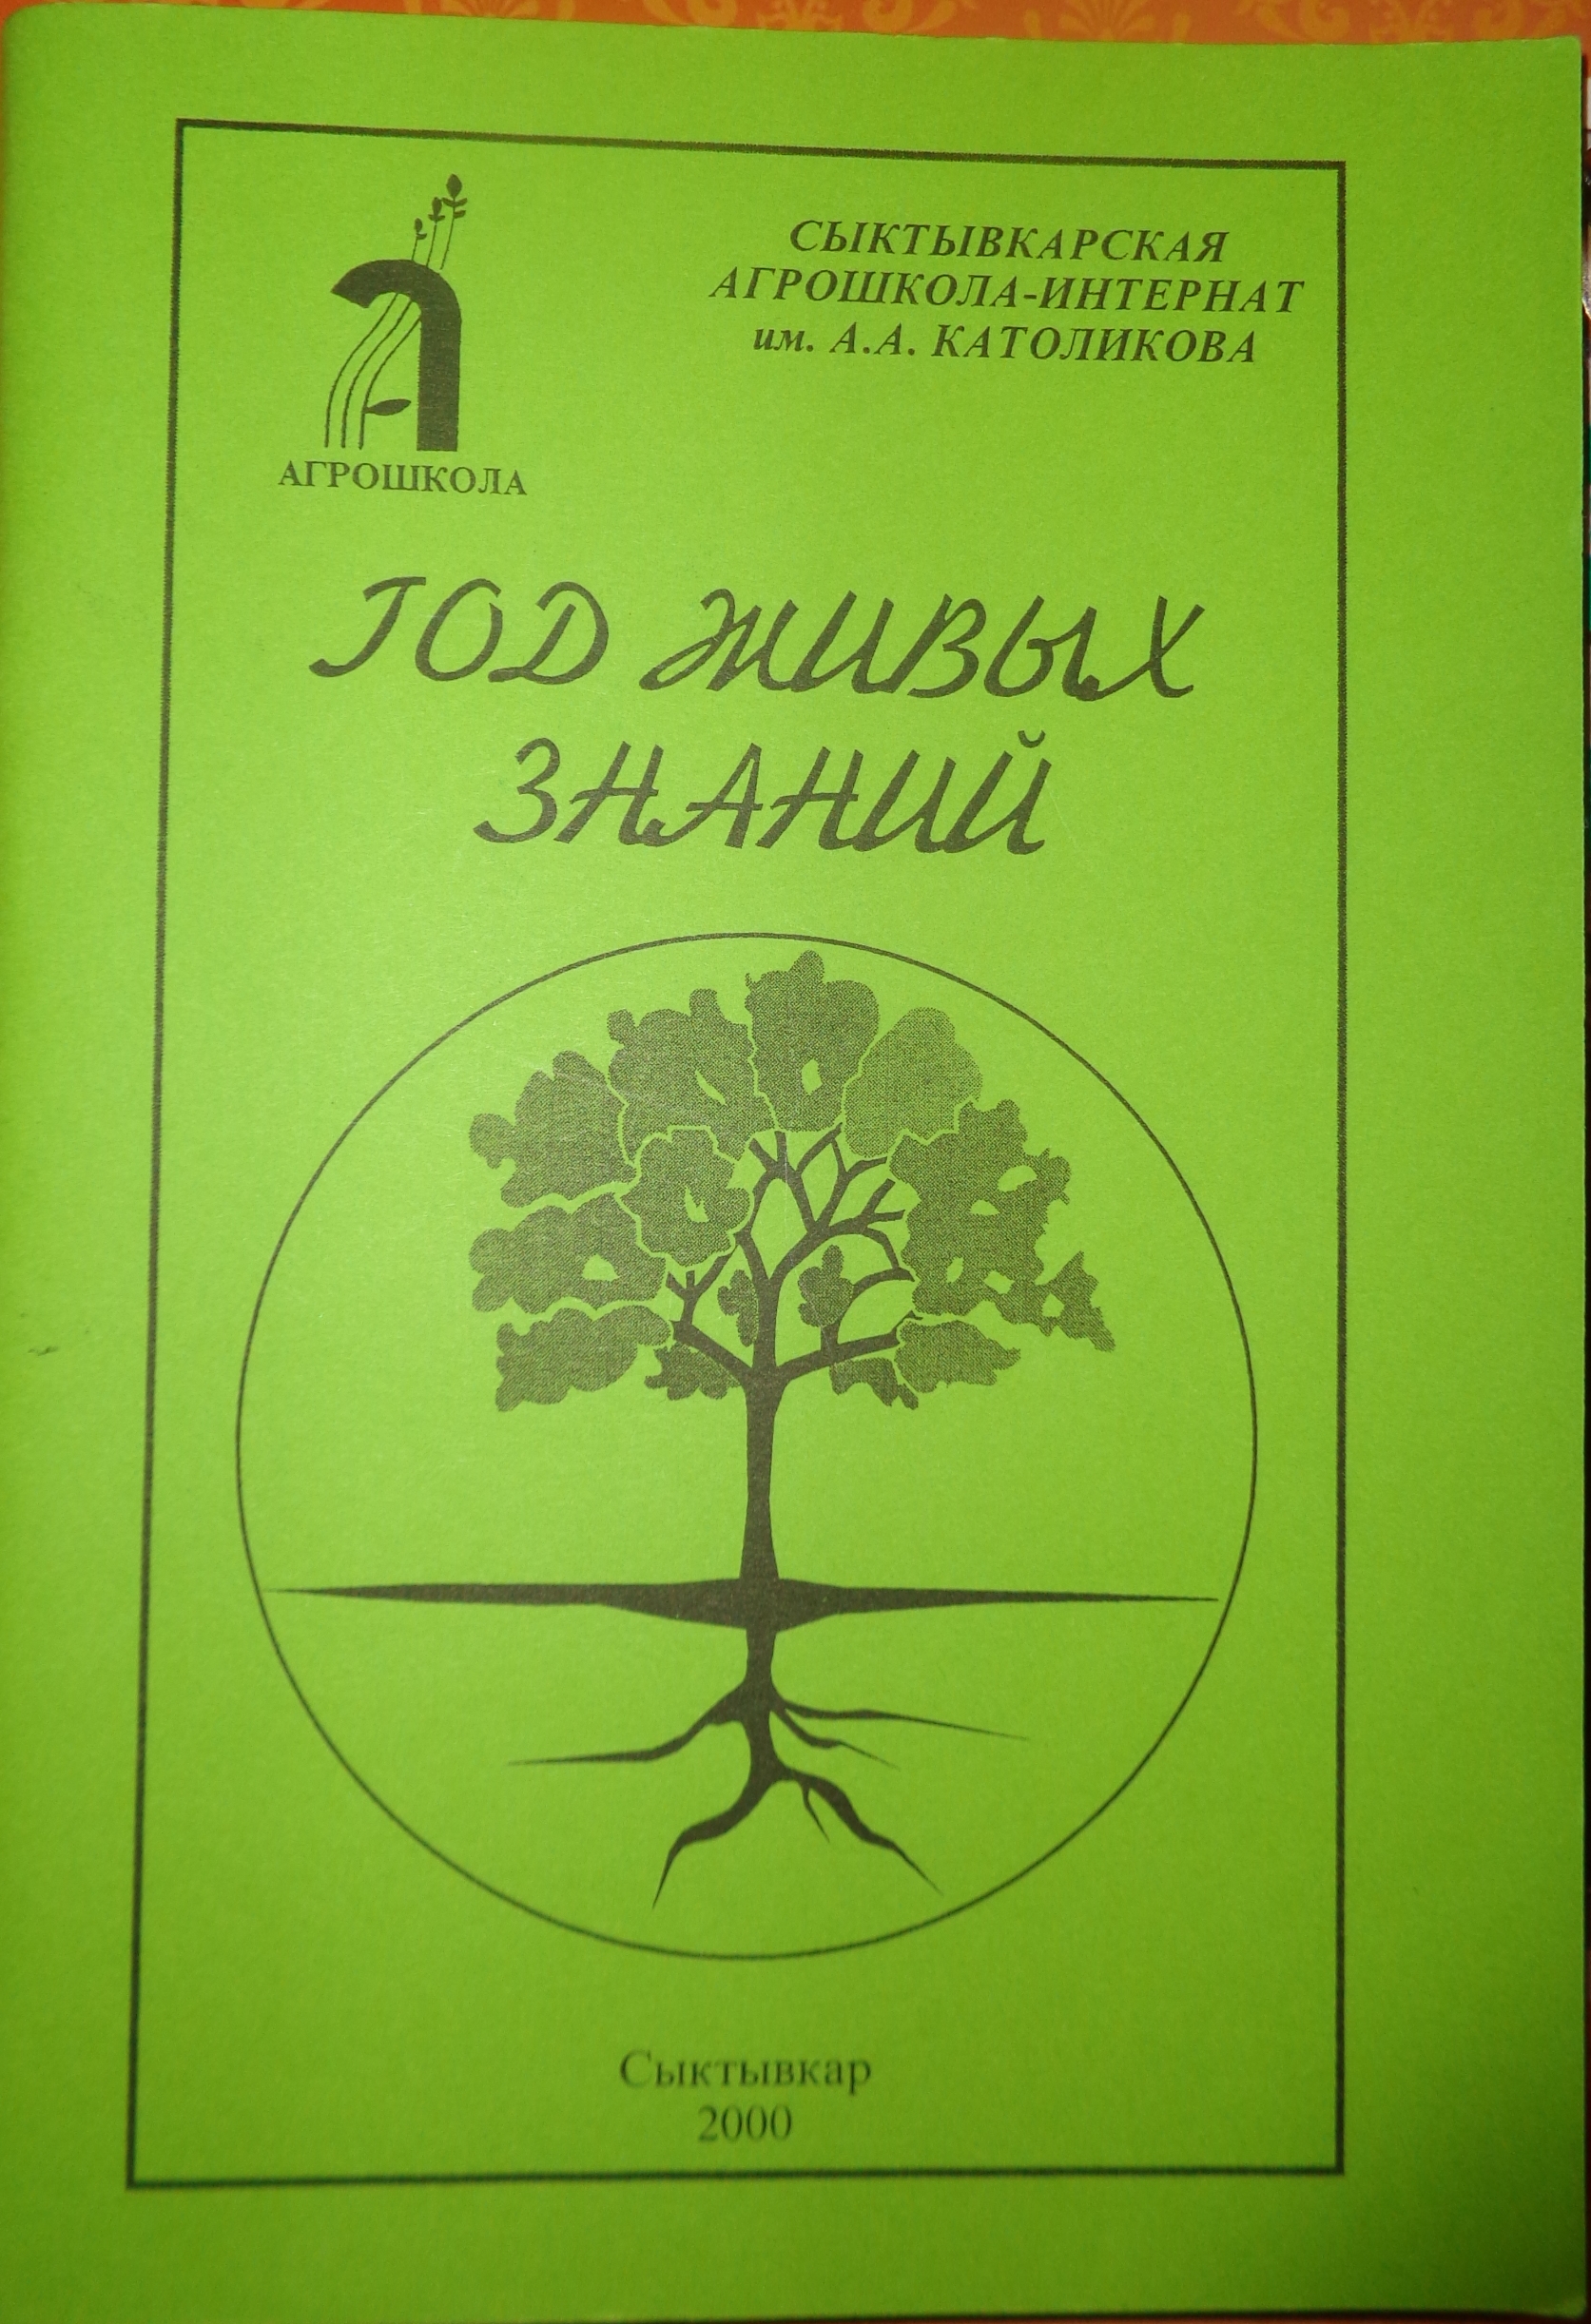 СЫКТЫВКАРСКАЯ
АГРОШКОЛА-ИНТЕРНАТ
им. А.А. КАТОЛИКОВА
АГРОШКОЛА
ГОД ЖИВЫХ
ЗНАНИЙ
Сыктывкар
2000